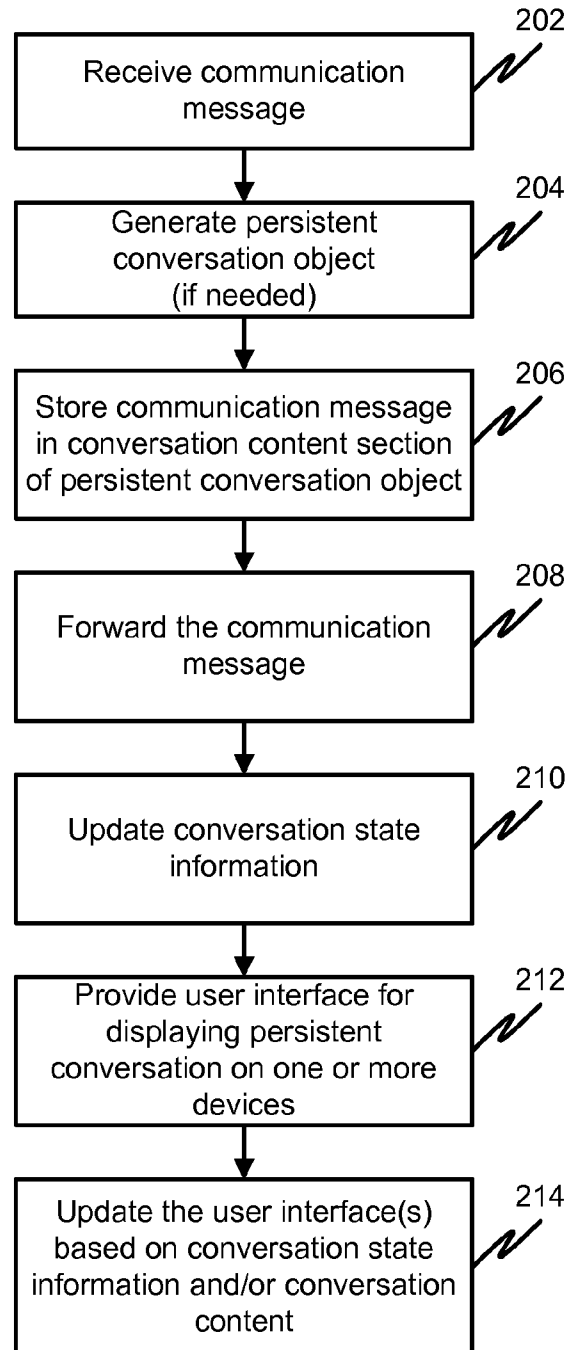 202
Receive communication
message
204
Generate persistent
conversation object
(if needed)
206
Store communication message
in conversation content section
of persistent conversation object
208
Forward the communication
message
210
Update conversation state
information
212
Provide user interface for
displaying persistent
conversation on one or more
devices
214
Update the user interface(s)
based on conversation state
information and/or conversation
content